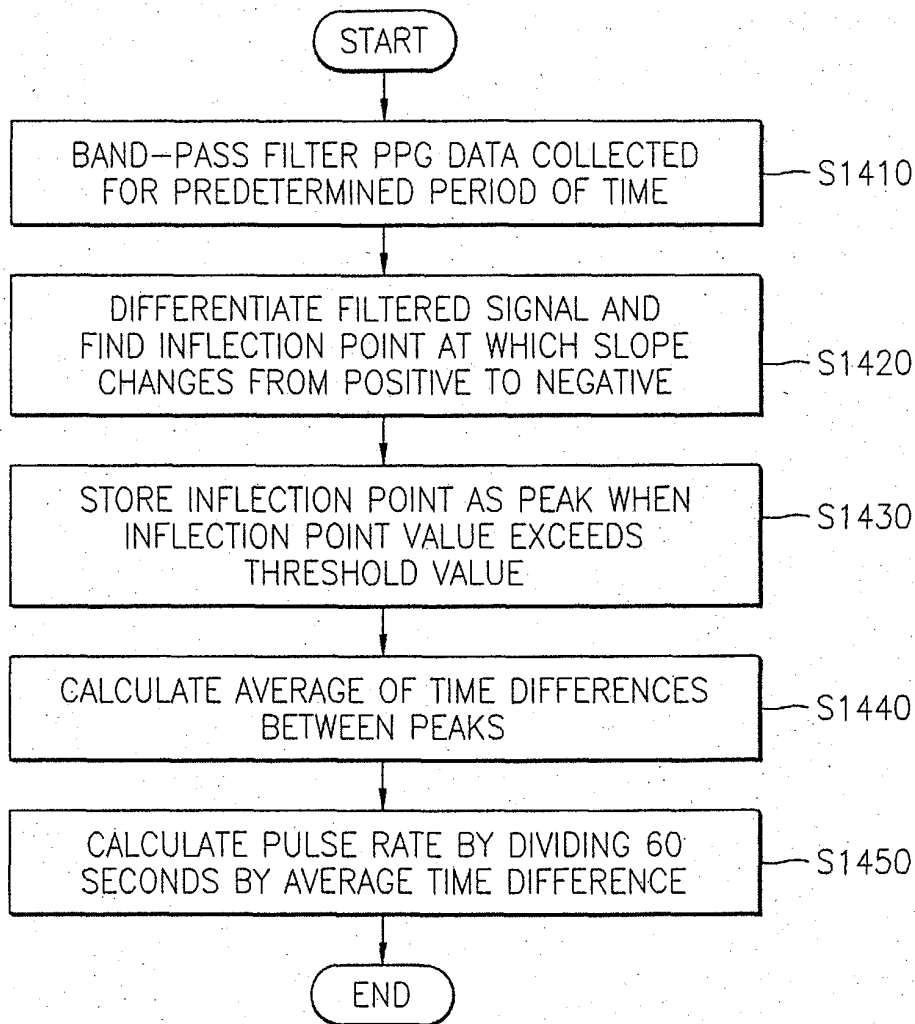 START
BAND-PASS FILTER PPG DATA COLLECTED
FOR PREDETERMINED PERIOD OF TIME
S1410
DIFFERENTIATE FILTERED SIGNAL AND
FIND INFLECTION POINT AT WHICH SLOPE
CHANGES FROM POSITIVE TO NEGATIVE
S1420
STORE INFLECTION POINT AS PEAK WHEN
INFLECTION POINT VALUE EXCEEDS
THRESHOLD VALUE
S1430
CALCULATE AVERAGE OF TIME DIFFERENCES
BETWEEN PEAKS
S1440
CALCULATE PULSE RATE BY DIVIDING 60
SECONDS BY AVERAGE TIME DIFFERENCE
S1450
END